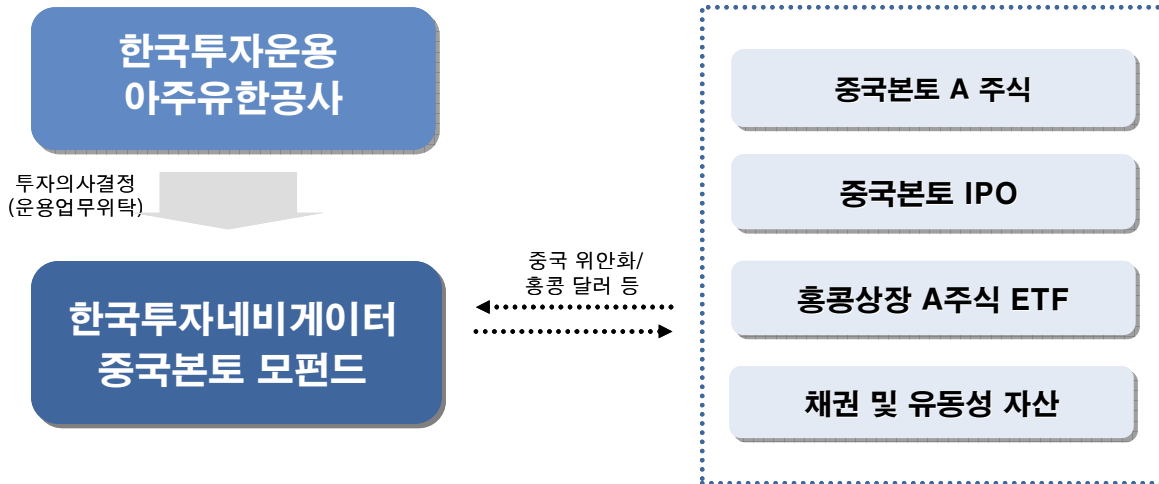 한국투자운용
아주유한공사
투자의사결정
(운용업무위탁)
한국투자네비게이터
중국본토 모펀드
중국 위안화/
홍콩 달러 등
중국본토 A 주식
중국본토 IPO
홍콩상장 A주식 ETF
채권 및 유동성 자산